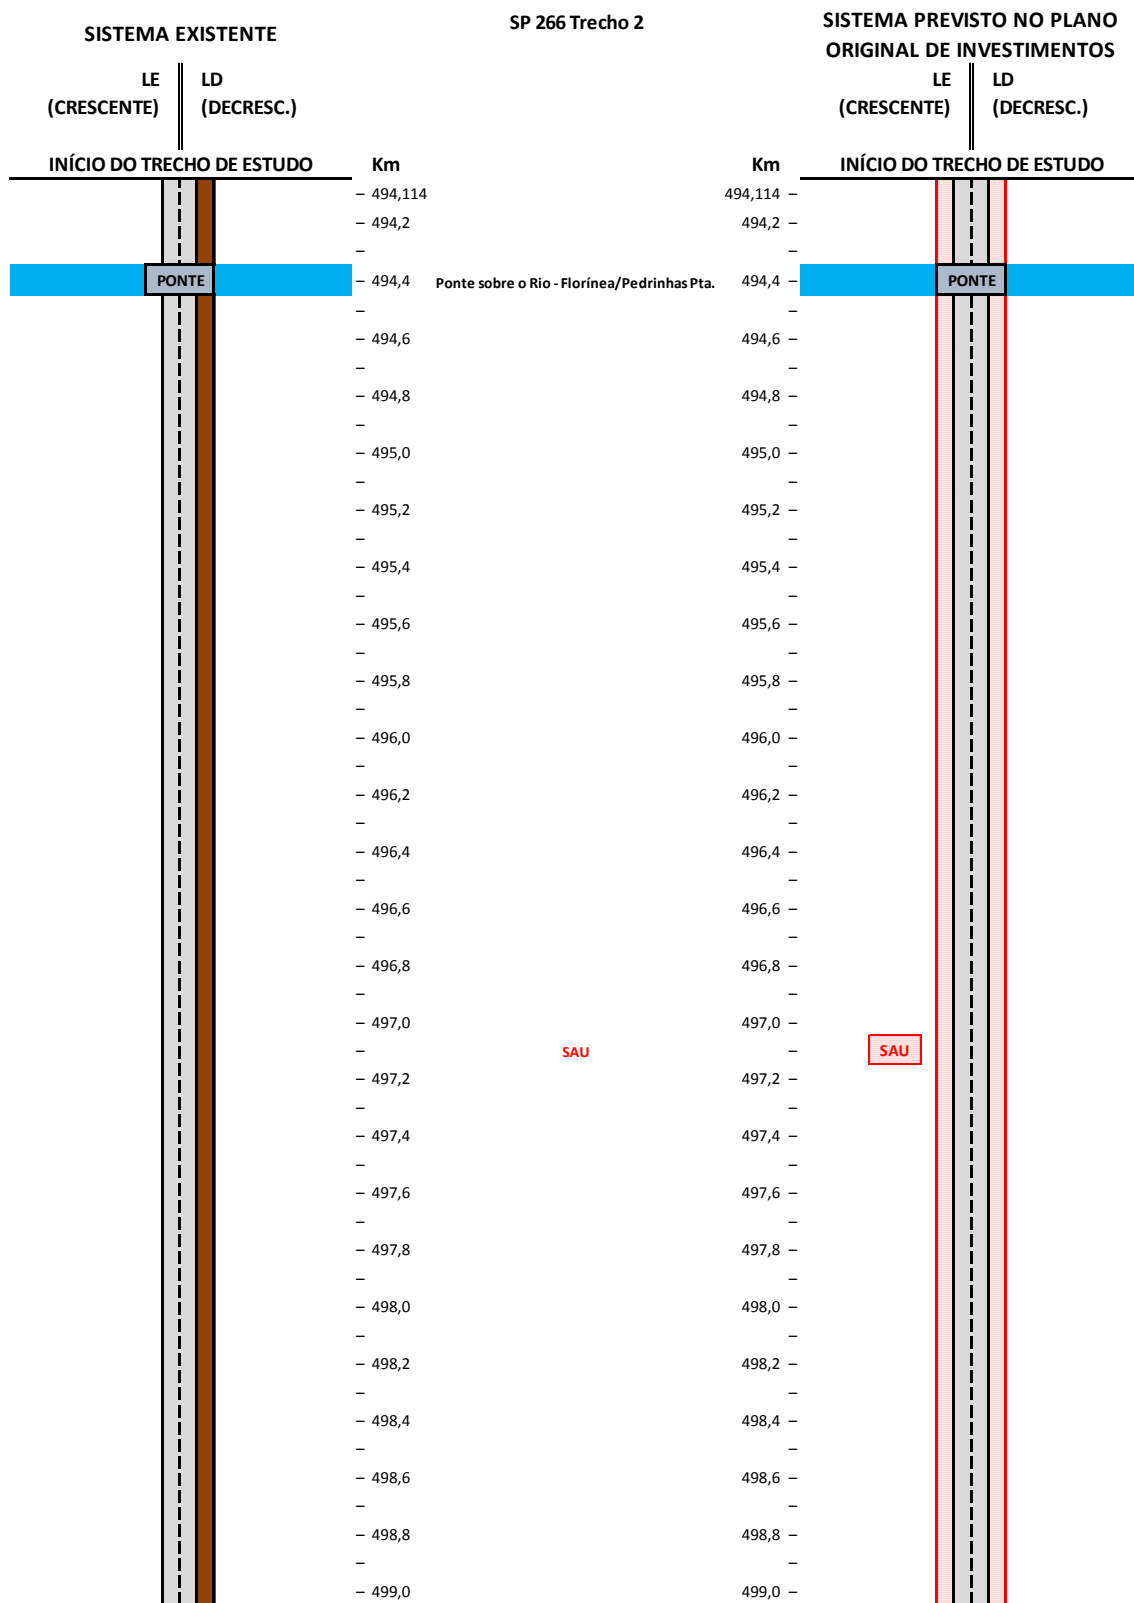 SISTEMA EXISTENTE
SP 266 Trecho 2
SISTEMA PREVISTO NO PLANO
ORIGINAL DE INVESTIMENTOS
LE LD
(CRESCENTE) (DECRESC.)
LE LD
(CRESCENTE) (DECRESC.)
INÍCIO DO TRECHO DE ESTUDO Km
Km INÍCIO DO TRECHO DE ESTUDO
494,114 494,114
494,2 494,2
PONTE 494,4 Ponte sobre o Rio - Florínea/Pedrinhas Pta. 494,4 PONTE
494,6 494,6
494,8 494,8
495,0 495,0
495,2 495,2
495,4 495,4
495,6 495,6
495,8 495,8
496,0 496,0
496,2 496,2
496,4 496,4
496,6 496,6
496,8 496,8
497,0 497,0
SAU SAU
497,2 497,2
497,4 497,4
497,6 497,6
497,8 497,8
498,0 498,0
498,2 498,2
498,4 498,4
498,6 498,6
498,8 498,8
499,0 499,0